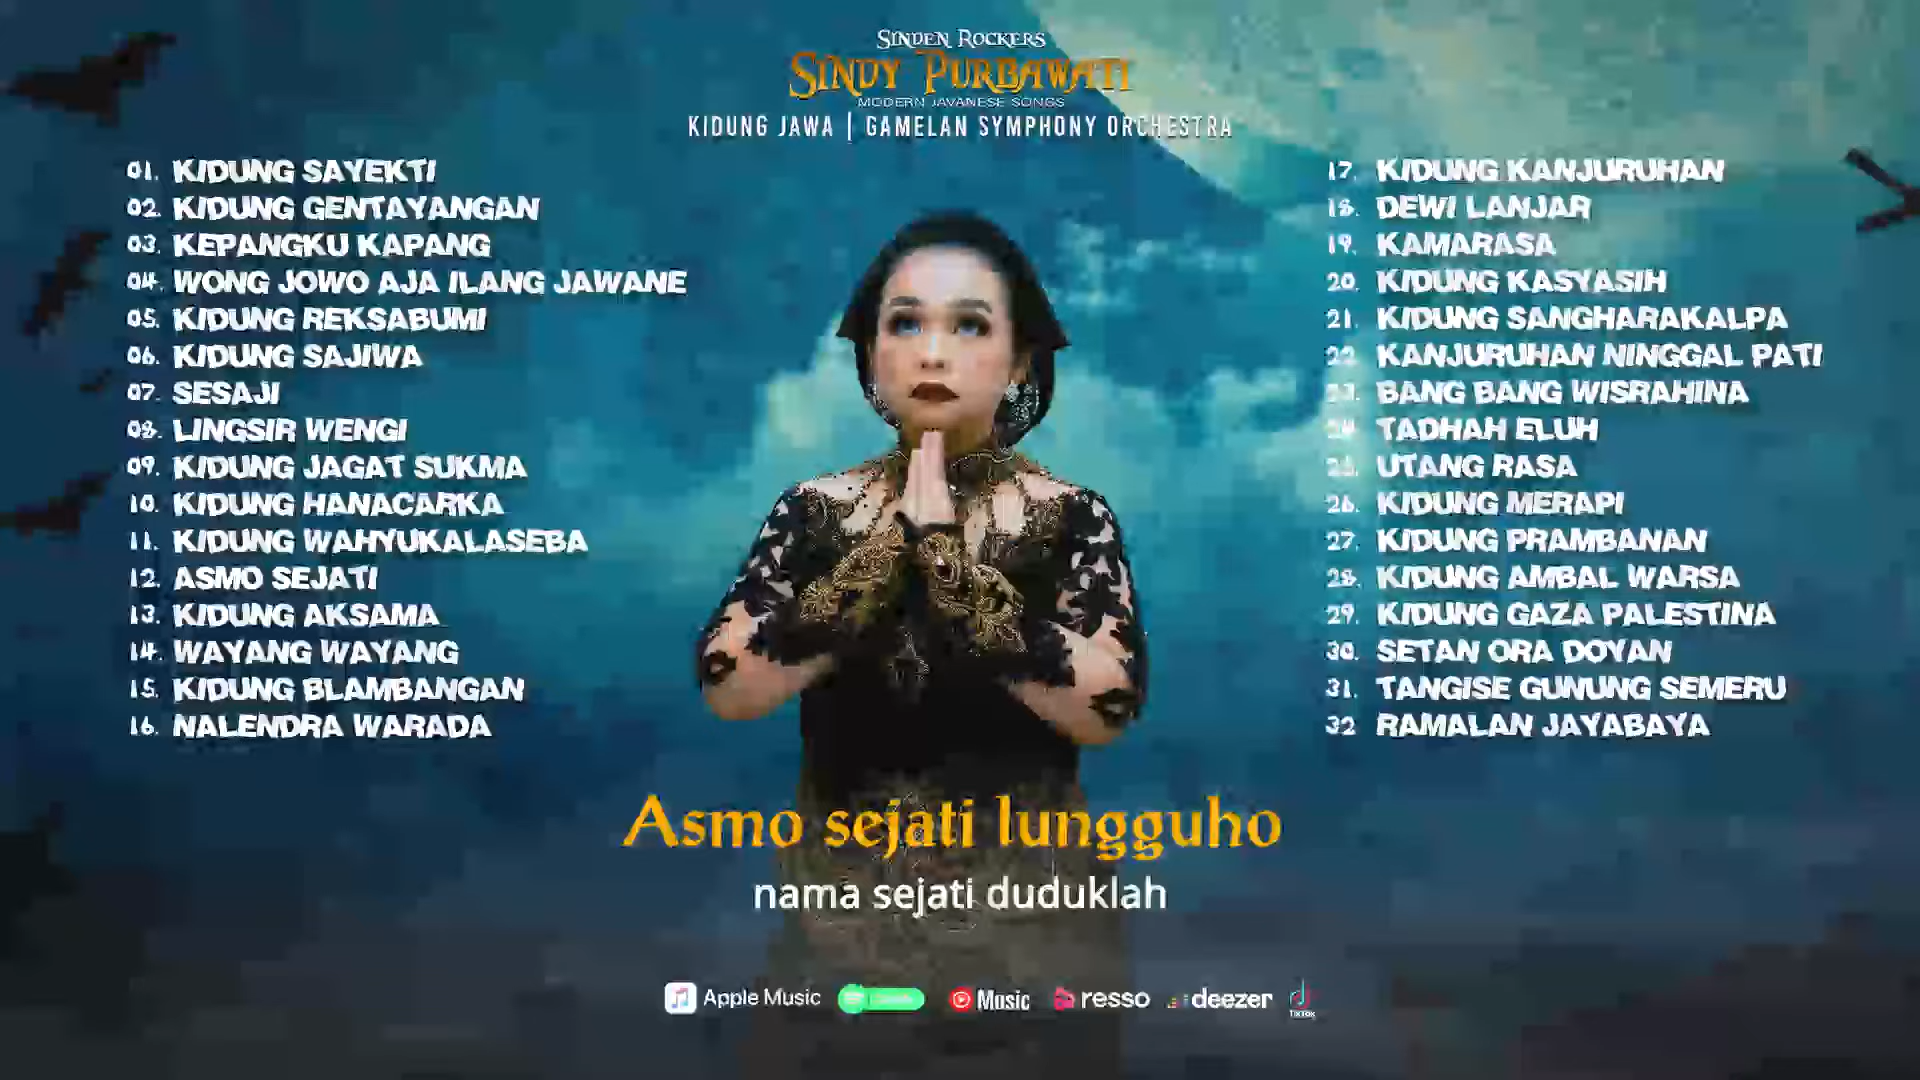 SINDEN ROCKERS
SINDY PURBAWATI
MODERN JAVANESE SONGS
KIDUNG JAWA | GAMELAN SYMPHONY ORCHESTRA
01. KIDUNG SAYEKTI
02. KIDUNG GENTAYANGAN
03. KEPANGKU KAPANG
04. WONG JOWO AJA ILANG JAWANE
05. KIDUNG REKSABUMI
06. KIDUNG SAJIWA
07. SESAJI
08. LINGSIR WENGI
09. KIDUNG JAGAT SUKMA
10. KIDUNG HANACARKA
11. KIDUNG WAHYUKALASEBA
12. ASMO SEJATI
13. KIDUNG AKSAMA
14. WAYANG WAYANG
15. KIDUNG BLAMBANGAN
16. NALENDRA WARADA
17. KIDUNG KANJURUHAN
18. DEWI LANJAR
19. KAMARASA
20. KIDUNG KASYASIH
21. KIDUNG SANGHARAKALPA
22. KANJURUHAN NINGGAL PATI
23. BANG BANG WISRAHINA
24. TADHAH ELUH
25. UTANG RASA
26. KIDUNG MERAPI
27. KIDUNG PRAMBANAN
28. KIDUNG AMBAL WARSA
29. KIDUNG GAZA PALESTINA
30. SETAN ORA DOYAN
31. TANGISE GUNUNG SEMERU
32 RAMALAN JAYABAYA
Asmo sejati lungguho
nama sejati duduklah
Apple Music
Music
resso
deezer
TikTok